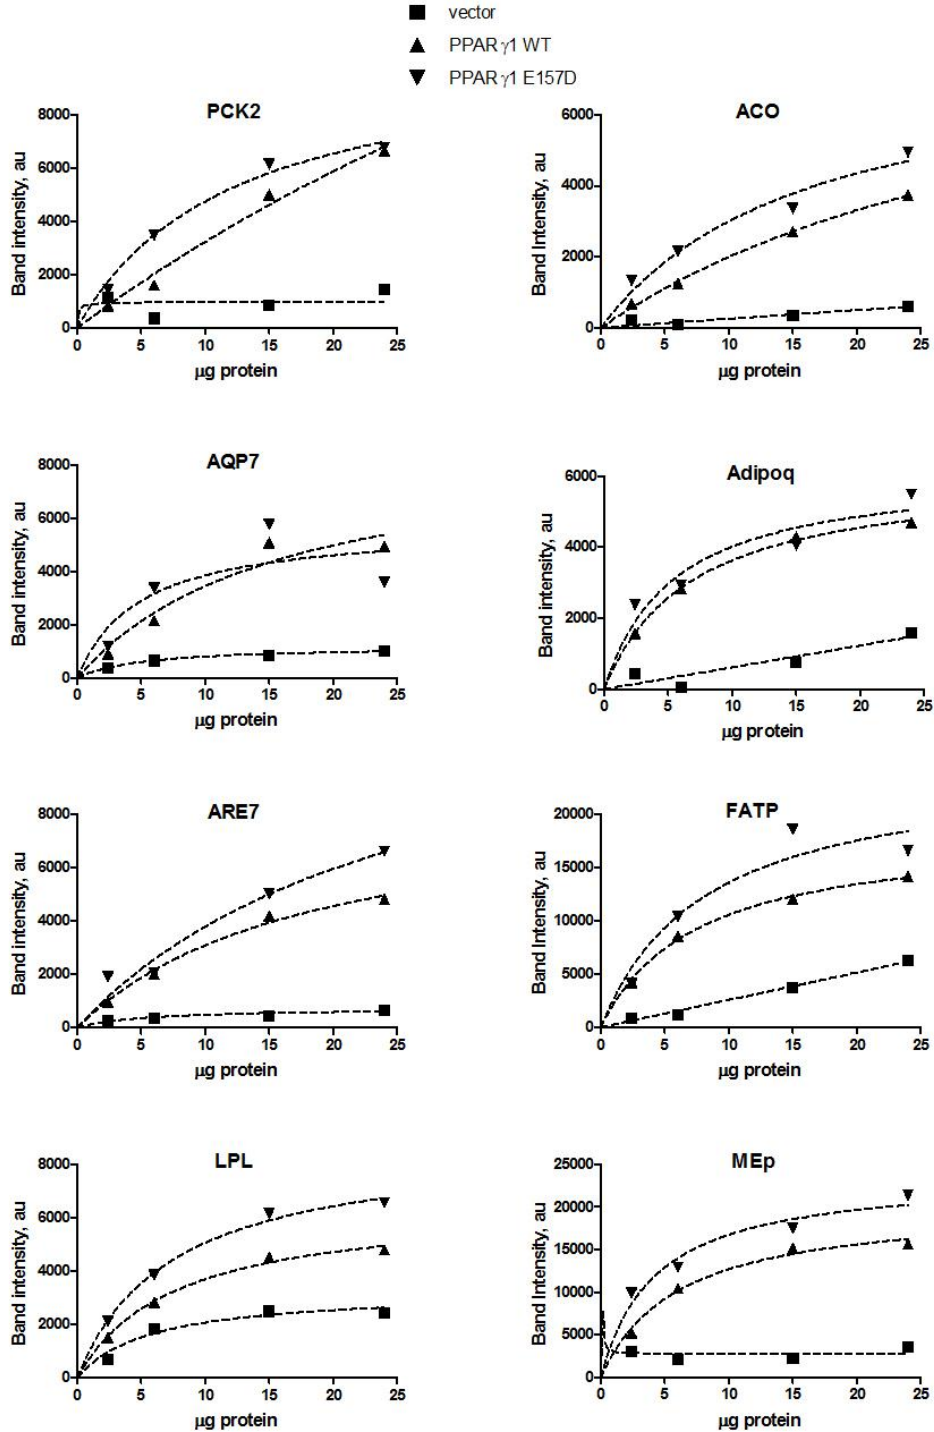 vector
PPARγ1 WT
PPARγ1 E157D
PCK2
Band intensity, au
8000
6000
4000
2000
0
0 5 10 15 20 25
μg protein
ACO
Band Intensity, au
6000
4000
2000
0
0 5 10 15 20 25
μg protein
AQP7
Band intensity, au
8000
6000
4000
2000
0
0 5 10 15 20 25
μg protein
Adipoq
Band intensity, au
6000
4000
2000
0
0 5 10 15 20 25
μg protein
ARE7
Band intensity, au
8000
6000
4000
2000
0
0 5 10 15 20 25
μg protein
FATP
Band Intensity, au
20000
15000
10000
5000
0
0 5 10 15 20 25
μg protein
LPL
Band intensity, au
8000
6000
4000
2000
0
0 5 10 15 20 25
μg protein
MEp
Band Intensity, au
25000
20000
15000
10000
5000
0
0 5 10 15 20 25
μg protein